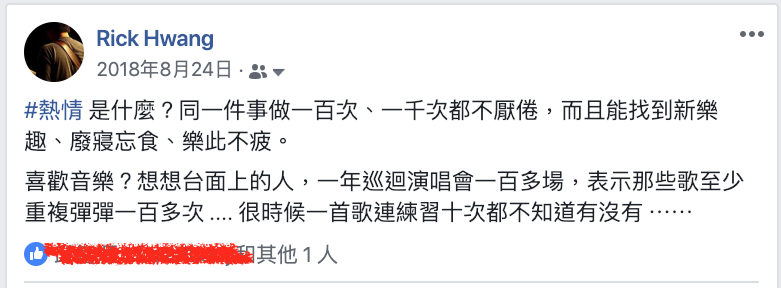 Rick Hwang
2018年8月24日 ·
#熱情 是什麼？同一件事做一百次、一千次都不厭倦，而且能找到新樂
趣、廢寢忘食、樂此不疲。
喜歡音樂？想想台面上的人，一年巡迴演唱會一百多場，表示那些歌至少
重複彈彈一百多次 .... 很時候一首歌連練習十次都不知道有沒有 ⋯⋯
和其他 1 人